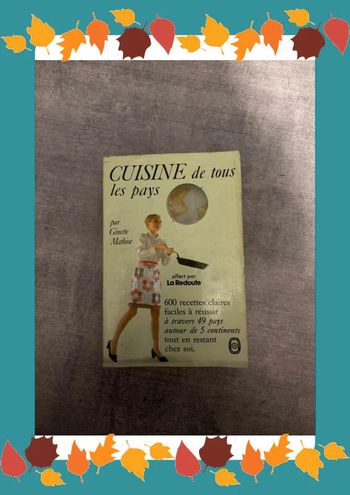 CUISINE de tous
les pays
par
Ginette
Mathiot
offert par
La Redoute
600 recettes claires
faciles à réussir
à travers 49 pays
autour de 5 continents
tout en restant
chez soi.